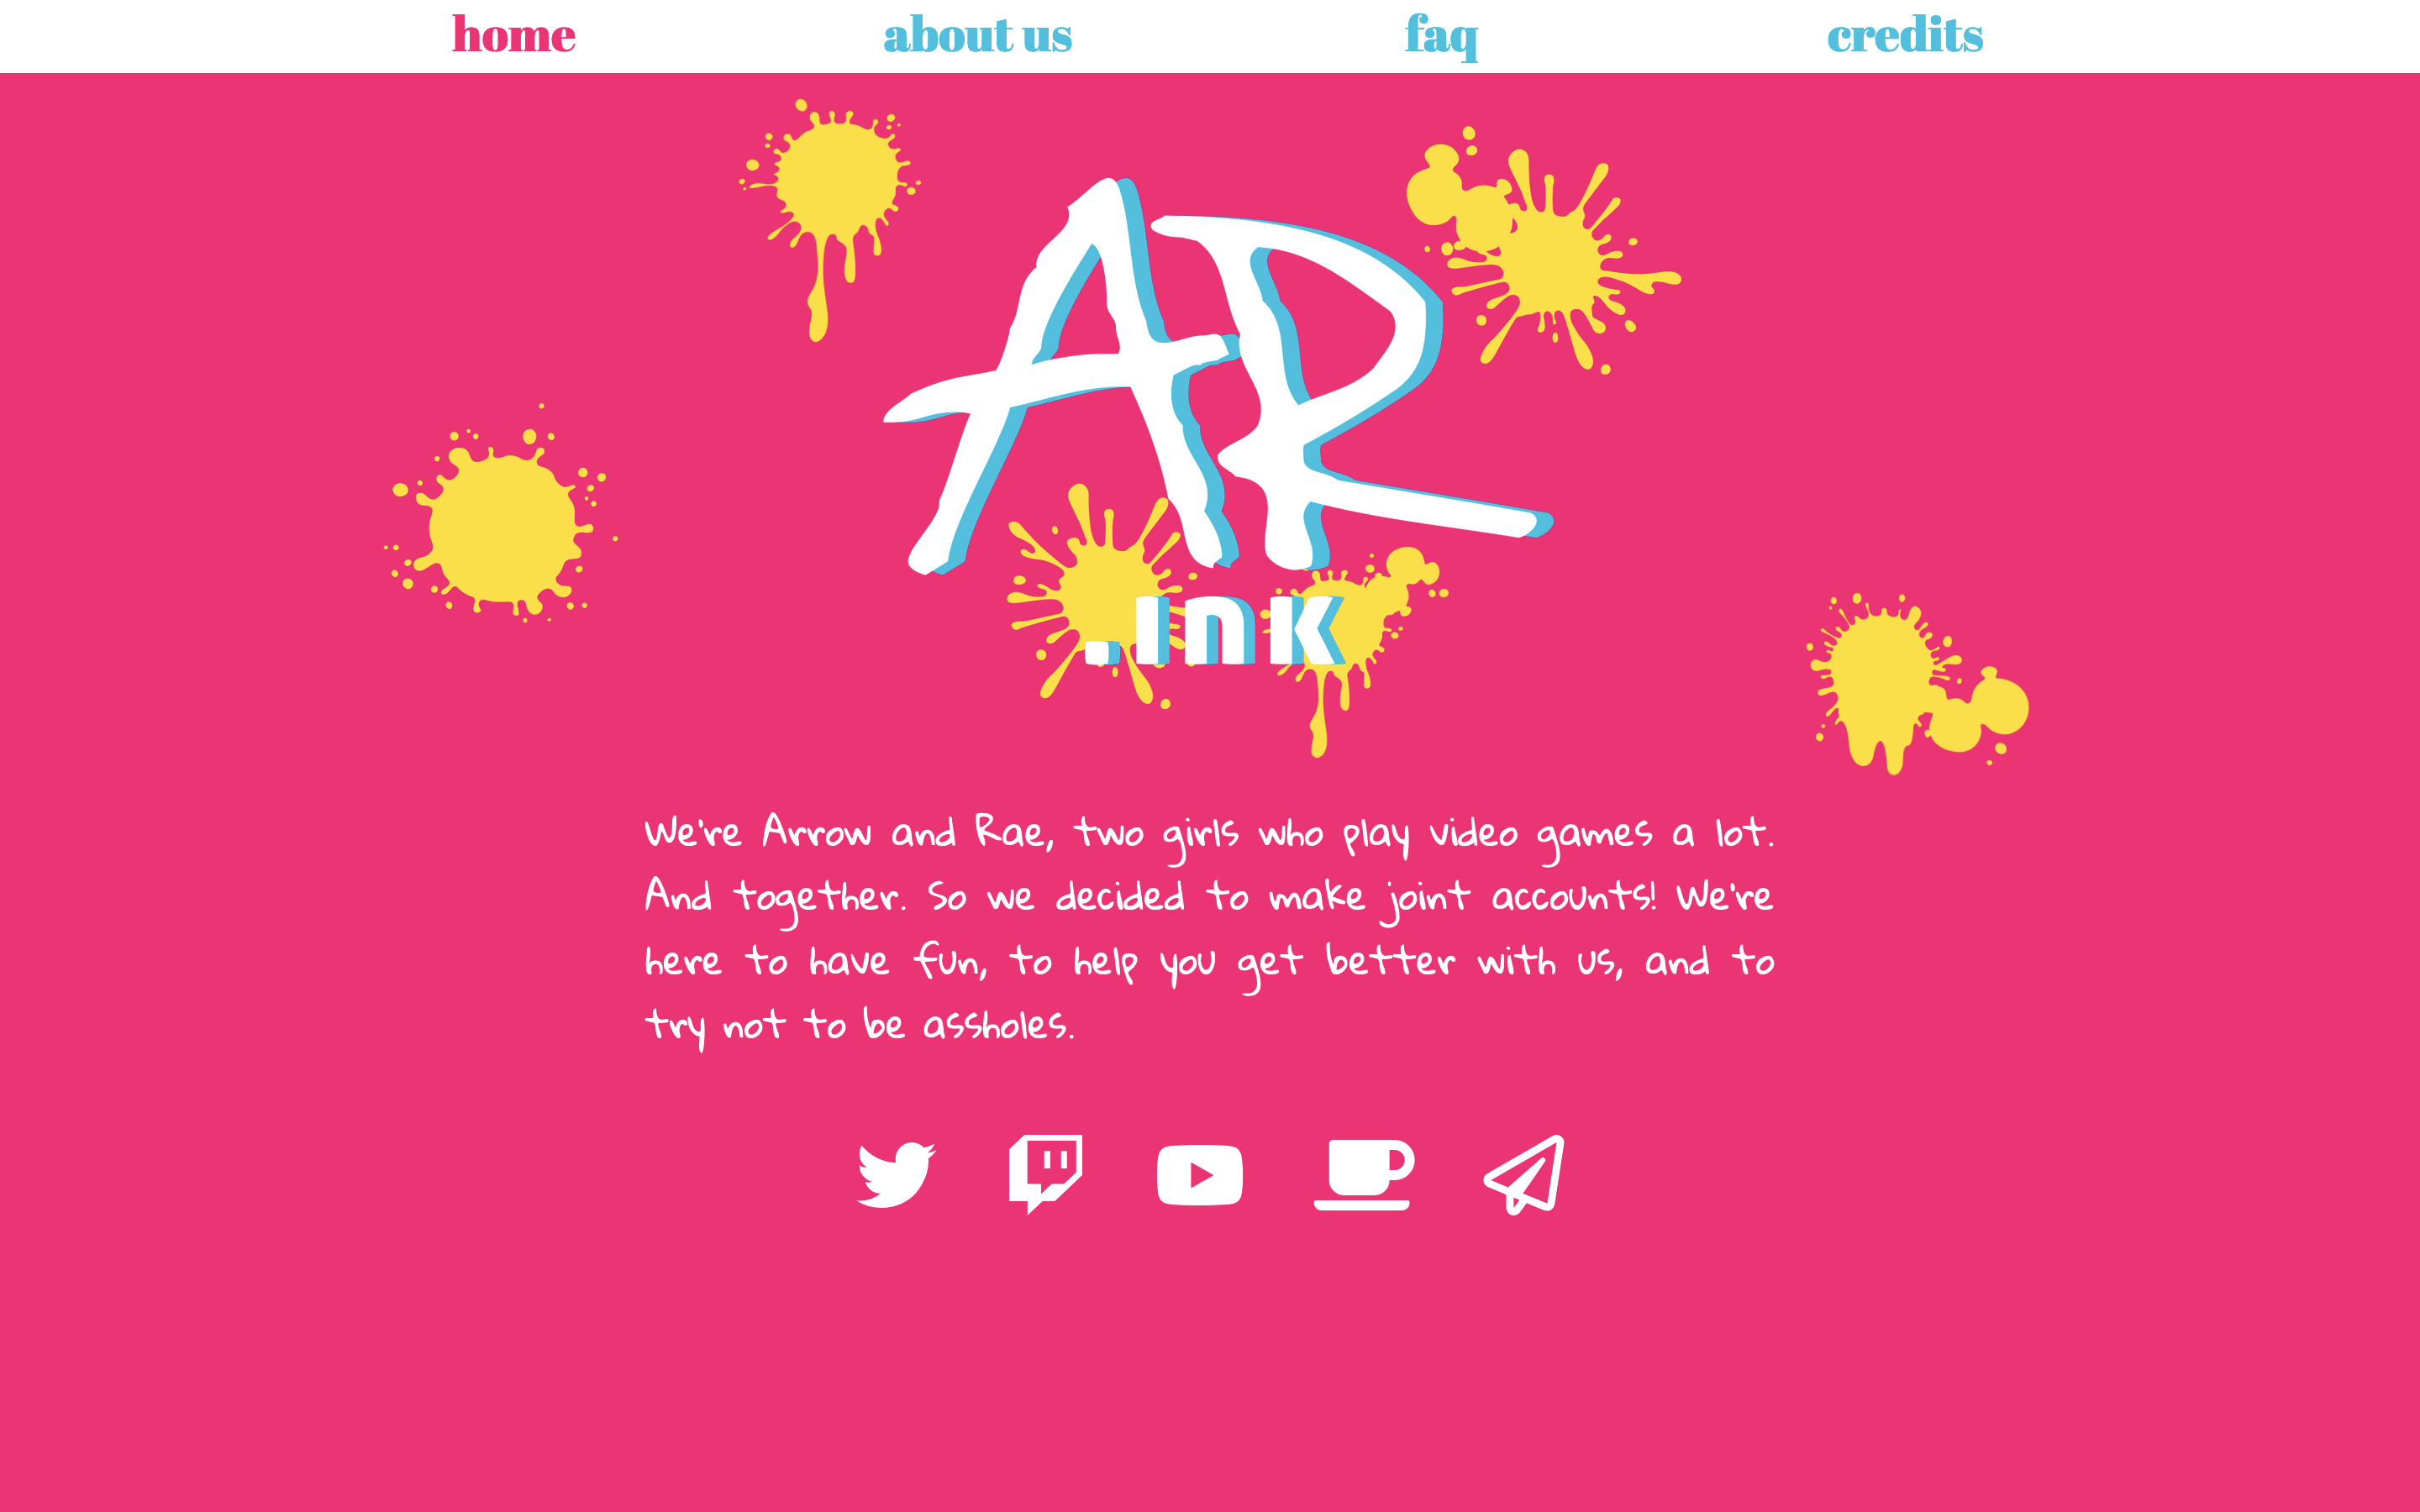 home about us faq credits
AR
.ink
We're Arrow and Rae, two girls who play video games a lot.
And together. So we decided to make joint accounts! We're
here to have fun, to help you get better with us, and to
try not to be assholes.